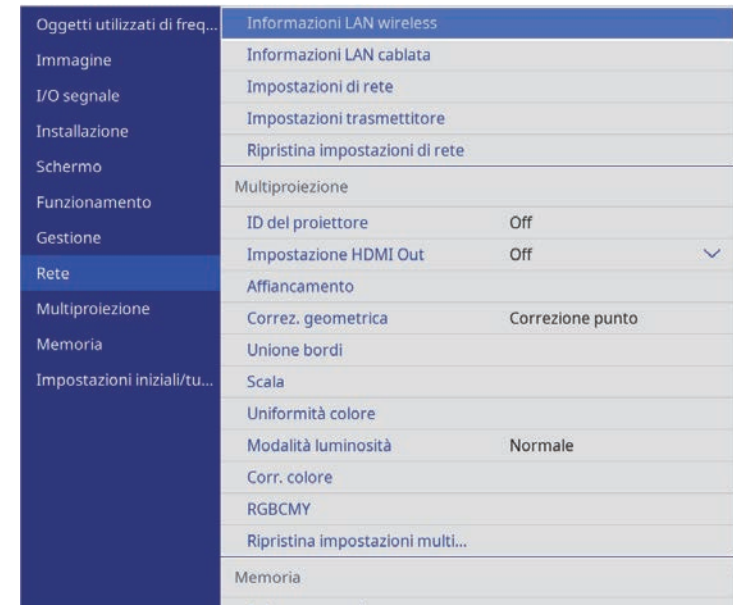 Oggetti utilizzati di freq...
Immagine
I/O segnale
Installazione
Schermo
Funzionamento
Gestione
Rete
Multiproiezione
Memoria
Impostazioni iniziali/tu...
Informazioni LAN wireless
Informazioni LAN cablata
Impostazioni di rete
Impostazioni trasmettitore
Ripristina impostazioni di rete
Multiproiezione
ID del proiettore Off
Impostazione HDMI Out Off
Affiancamento
Correz. geometrica Correzione punto
Unione bordi
Scala
Uniformità colore
Modalità luminosità Normale
Corr. colore
RGBCMY
Ripristina impostazioni multi...
Memoria